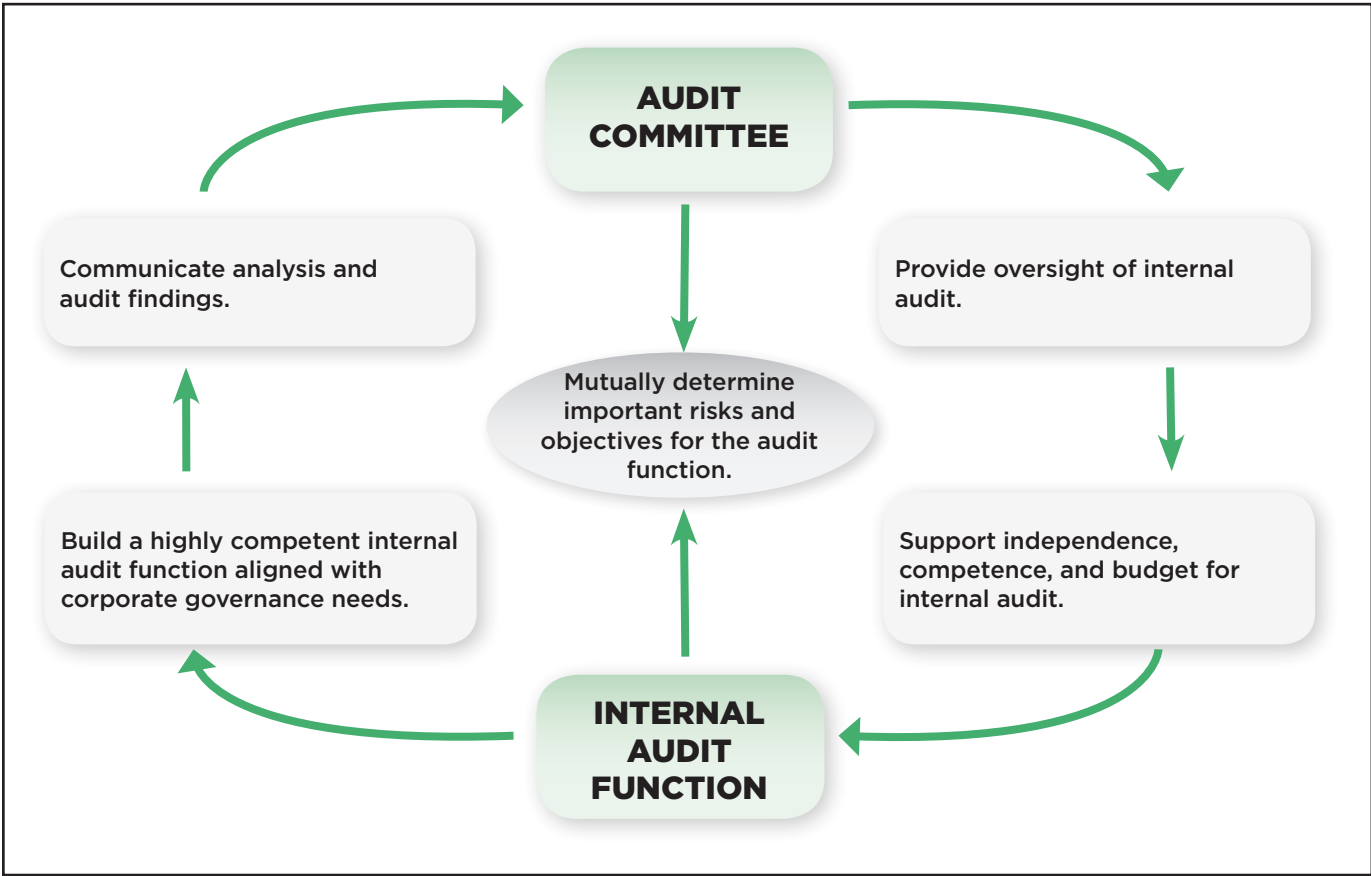 AUDIT
COMMITTEE
Communicate analysis and
audit findings.
Provide oversight of internal
audit.
Mutually determine
important risks and
objectives for the audit
function.
Build a highly competent internal
audit function aligned with
corporate governance needs.
Support independence,
competence, and budget for
internal audit.
INTERNAL
AUDIT
FUNCTION